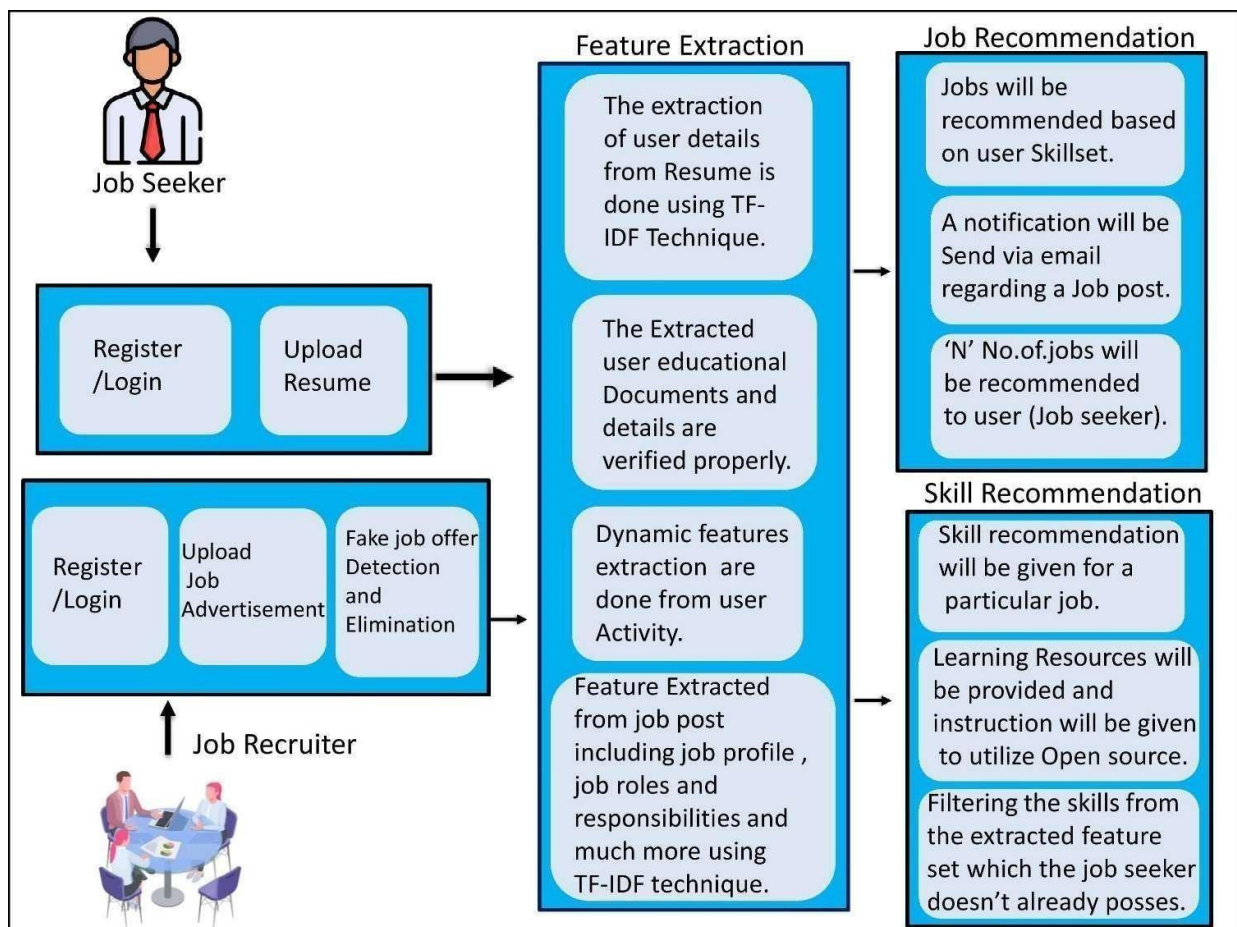 Job Seeker
Register
/Login
Upload
Resume
Register
/Login
Upload
Job
Advertisement
Fake job offer
Detection
and
Elimination
Job Recruiter
Feature Extraction
The extraction
of user details
from Resume is
done using TF-
IDF Technique.
The Extracted
user educational
Documents and
details are
verified properly.
Dynamic features
extraction are
done from user
Activity.
Feature Extracted
from job post
including job profile ,
job roles and
responsibilities and
much more using
TF-IDF technique.
Job Recommendation
Jobs will be
recommended based
on user Skillset.
A notification will be
Send via email
regarding a Job post.
‘N’ No.of.jobs will
be recommended
to user (Job seeker).
Skill Recommendation
Skill recommendation
will be given for a
particular job.
Learning Resources will
be provided and
instruction will be given
to utilize Open source.
Filtering the skills from
the extracted feature
set which the job seeker
doesn’t already posses.